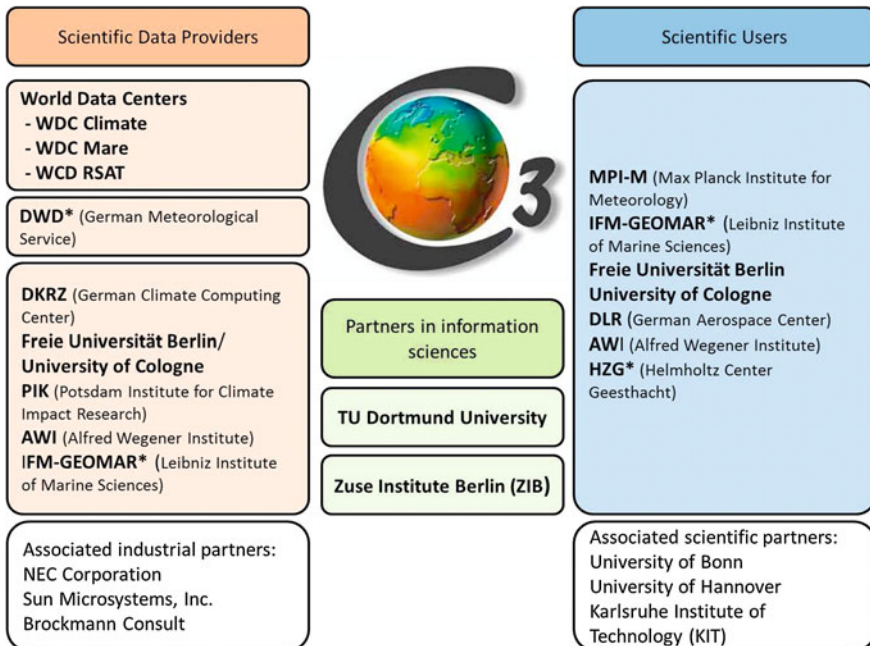 Scientific Data Providers
World Data Centers
- WDC Climate
- WDC Mare
- WCD RSAT
DWD* (German Meteorological
Service)
DKRZ (German Climate Computing
Center)
Freie Universität Berlin/
University of Cologne
PIK (Potsdam Institute for Climate
Impact Research)
AWI (Alfred Wegener Institute)
IFM-GEOMAR* (Leibniz Institute
of Marine Sciences)
Associated industrial partners:
NEC Corporation
Sun Microsystems, Inc.
Brockmann Consult
C3
Partners in information
sciences
TU Dortmund University
Zuse Institute Berlin (ZIB)
Scientific Users
MPI-M (Max Planck Institute for
Meteorology)
IFM-GEOMAR* (Leibniz Institute
of Marine Sciences)
Freie Universität Berlin
University of Cologne
DLR (German Aerospace Center)
AWI (Alfred Wegener Institute)
HZG* (Helmholtz Center
Geesthacht)
Associated scientific partners:
University of Bonn
University of Hannover
Karlsruhe Institute of
Technology (KIT)